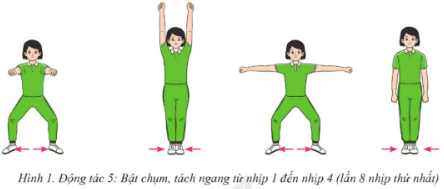 Hình 1. Động tác 5: Bật chụm, tách ngang từ nhịp 1 đến nhịp 4 (lần 8 nhịp thứ nhất)